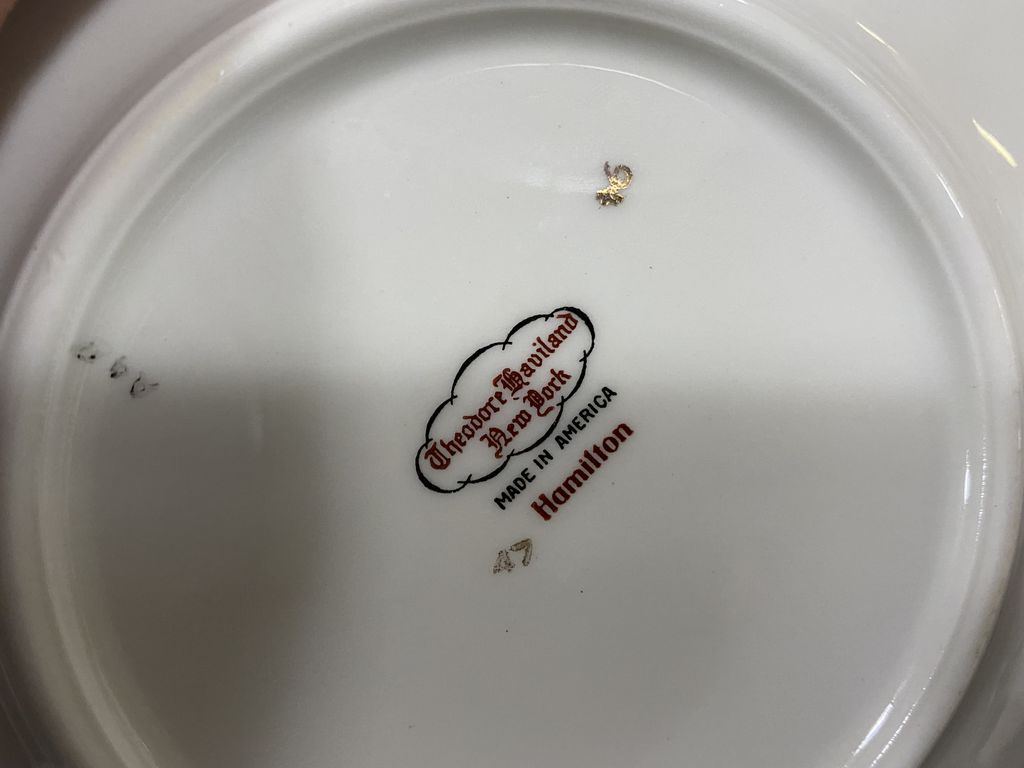 Theodore Haviland
New York
MADE IN AMERICA
Hamilton
47